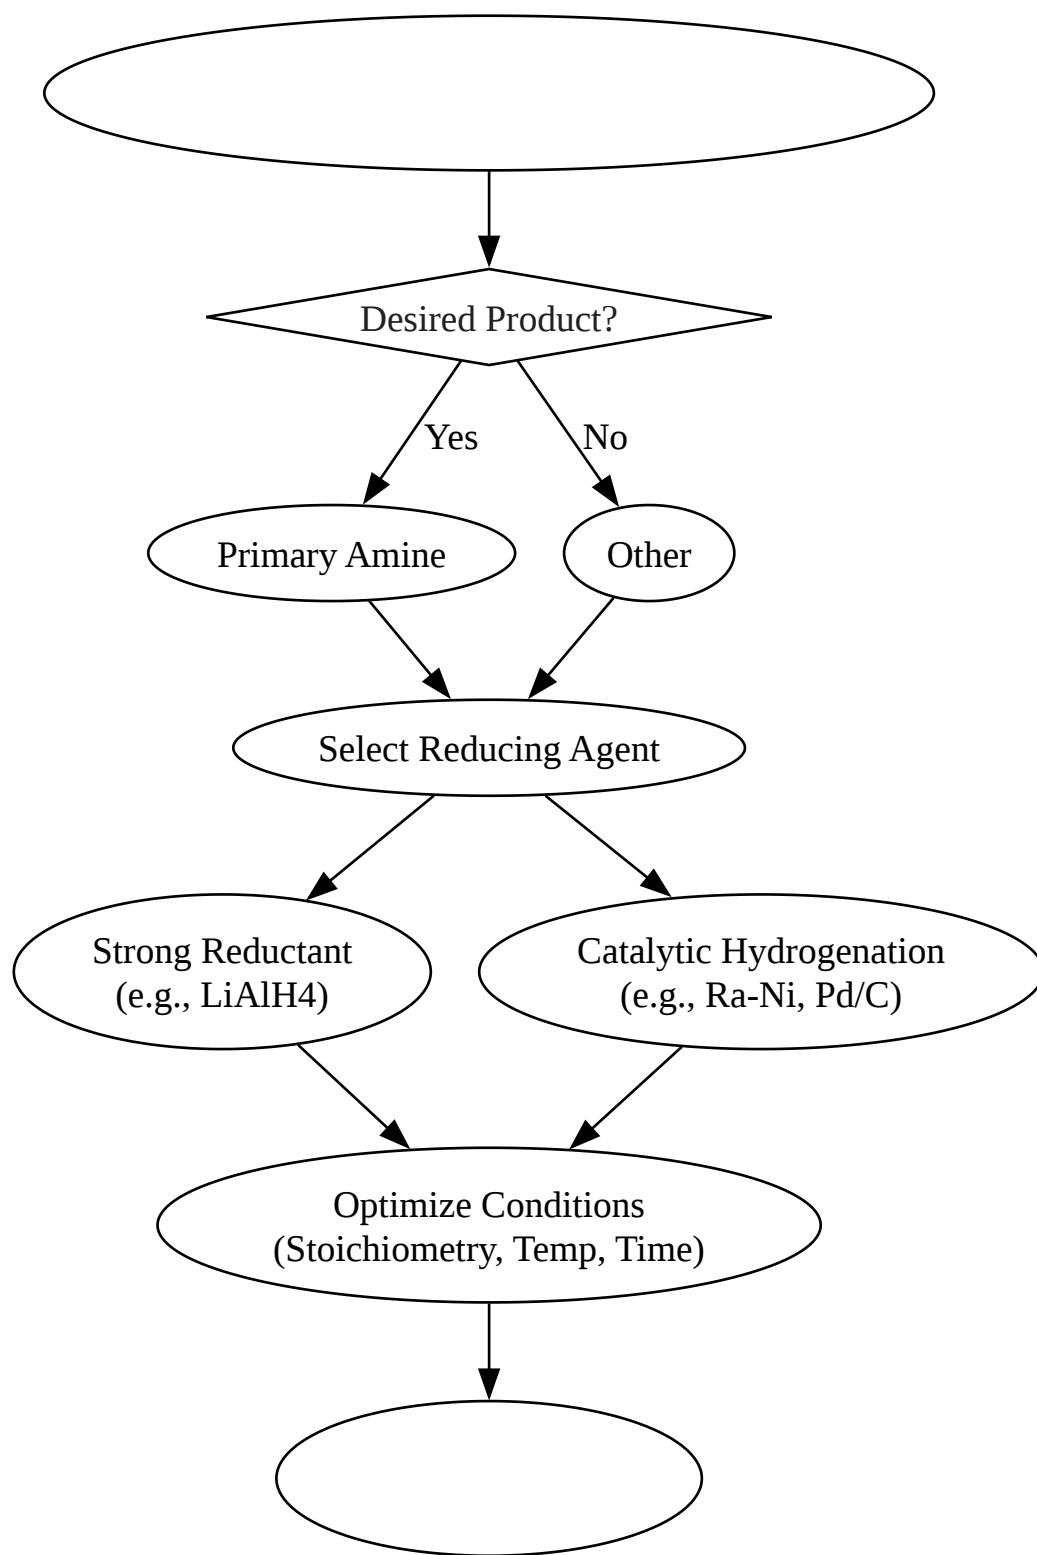 Desired Product?
Yes
No
Primary Amine
Other
Select Reducing Agent
Strong Reductant
(e.g., LiAlH4)
Catalytic Hydrogenation
(e.g., Ra-Ni, Pd/C)
Optimize Conditions
(Stoichiometry, Temp, Time)